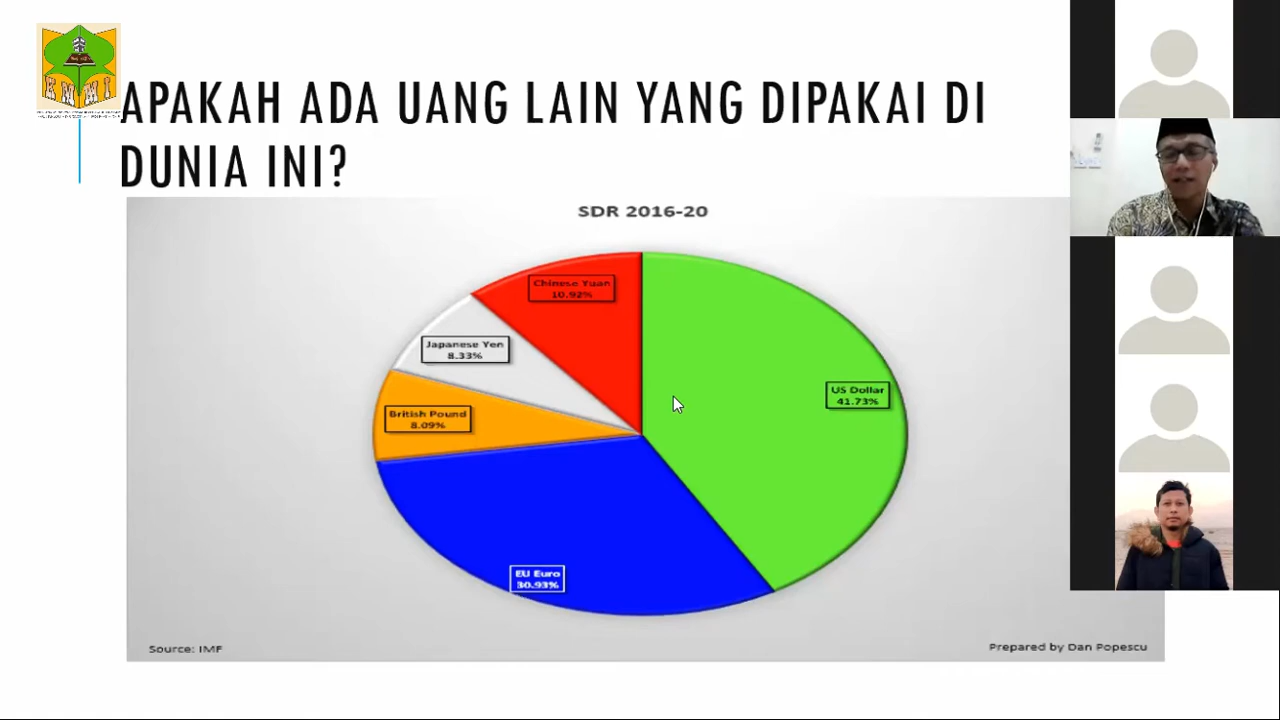 KMMI
APAKAH ADA UANG LAIN YANG DIPAKAI DI
DUNIA INI?
SDR 2016-20
Chinese Yuan
10.92%
Japanese Yen
8.33%
US Dollar
41.73%
British Pound
8.09%
EU Euro
30.93%
Source: IMF
Prepared by Dan Popescu